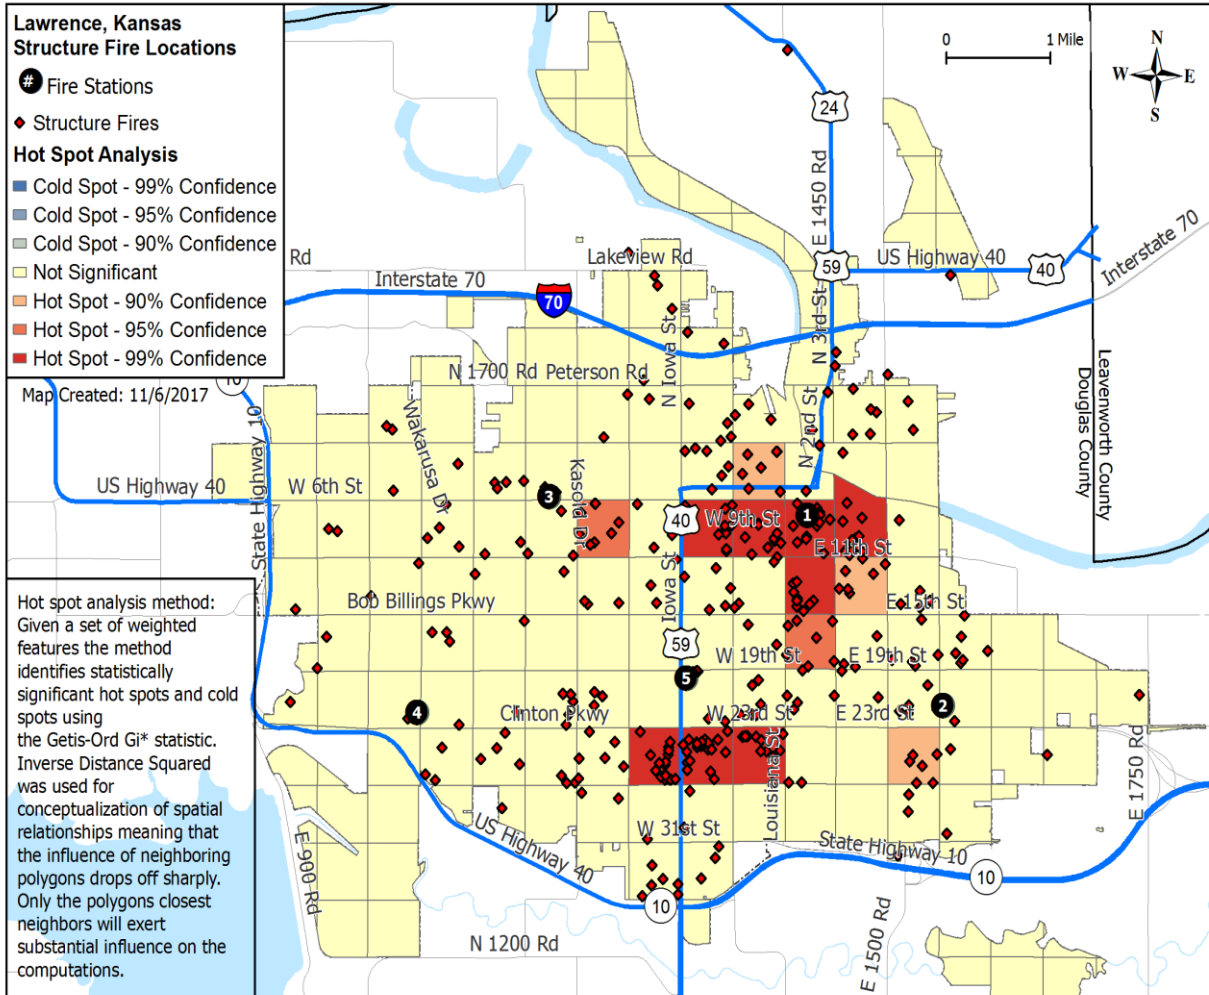 Lawrence, Kansas
Structure Fire Locations
# Fire Stations
Structure Fires
Hot Spot Analysis
Cold Spot - 99% Confidence
Cold Spot - 95% Confidence
Cold Spot - 90% Confidence
Not Significant
Hot Spot - 90% Confidence
Hot Spot - 95% Confidence
Hot Spot - 99% Confidence
Map Created: 11/6/2017
0 1 Mile
N
W E
S
24
E 1450 Rd
Rd
Lakeview Rd
59
US Highway 40
40
Interstate 70
Interstate 70
70
N 3rd St
N Iowa St
N 1700 Rd Peterson Rd
Leavenworth County
Douglas County
N 2nd St
State Highway 10
Wakarusa Dr
Kasold Dr
US Highway 40
W 6th St
3
40
W 9th St
1
E 11th St
Iowa St
Bob Billings Pkwy
E 15th St
59
W 19th St
E 19th St
5
4
Clinton Pkwy
W 23rd St
E 23rd St
2
Louisiana St
E 1750 Rd
W 31st St
US Highway 40
State Highway 10
10
10
E 900 Rd
N 1200 Rd
E 1500 Rd
Hot spot analysis method:
Given a set of weighted
features the method
identifies statistically
significant hot spots and cold
spots using
the Getis-Ord Gi* statistic.
Inverse Distance Squared
was used for
conceptualization of spatial
relationships meaning that
the influence of neighboring
polygons drops off sharply.
Only the polygons closest
neighbors will exert
substantial influence on the
computations.